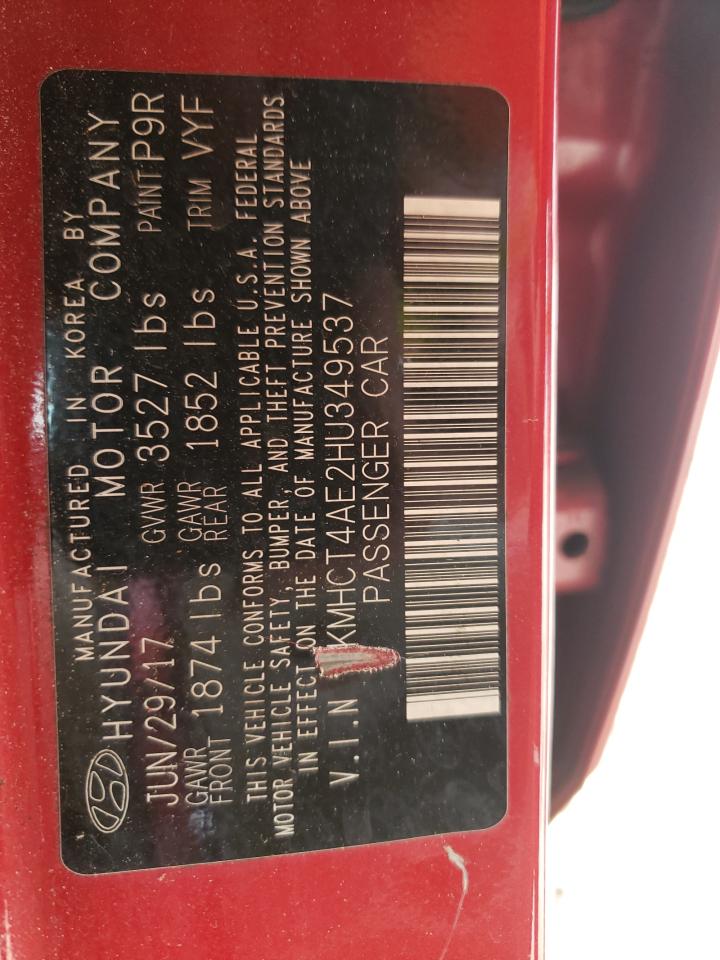 MANUFACTURED IN KOREA BY
HYUNDAI MOTOR COMPANY
JUN/29/17 GVWR 3527 lbs PAINT P9R
GAWR FRONT 1874 lbs GAWR REAR 1852 lbs TRIM VYF
THIS VEHICLE CONFORMS TO ALL APPLICABLE U.S.A. FEDERAL
MOTOR VEHICLE SAFETY, BUMPER, AND THEFT PREVENTION STANDARDS
IN EFFECT ON THE DATE OF MANUFACTURE SHOWN ABOVE
V.I.N KMHCT4AE2HU349537
PASSENGER CAR